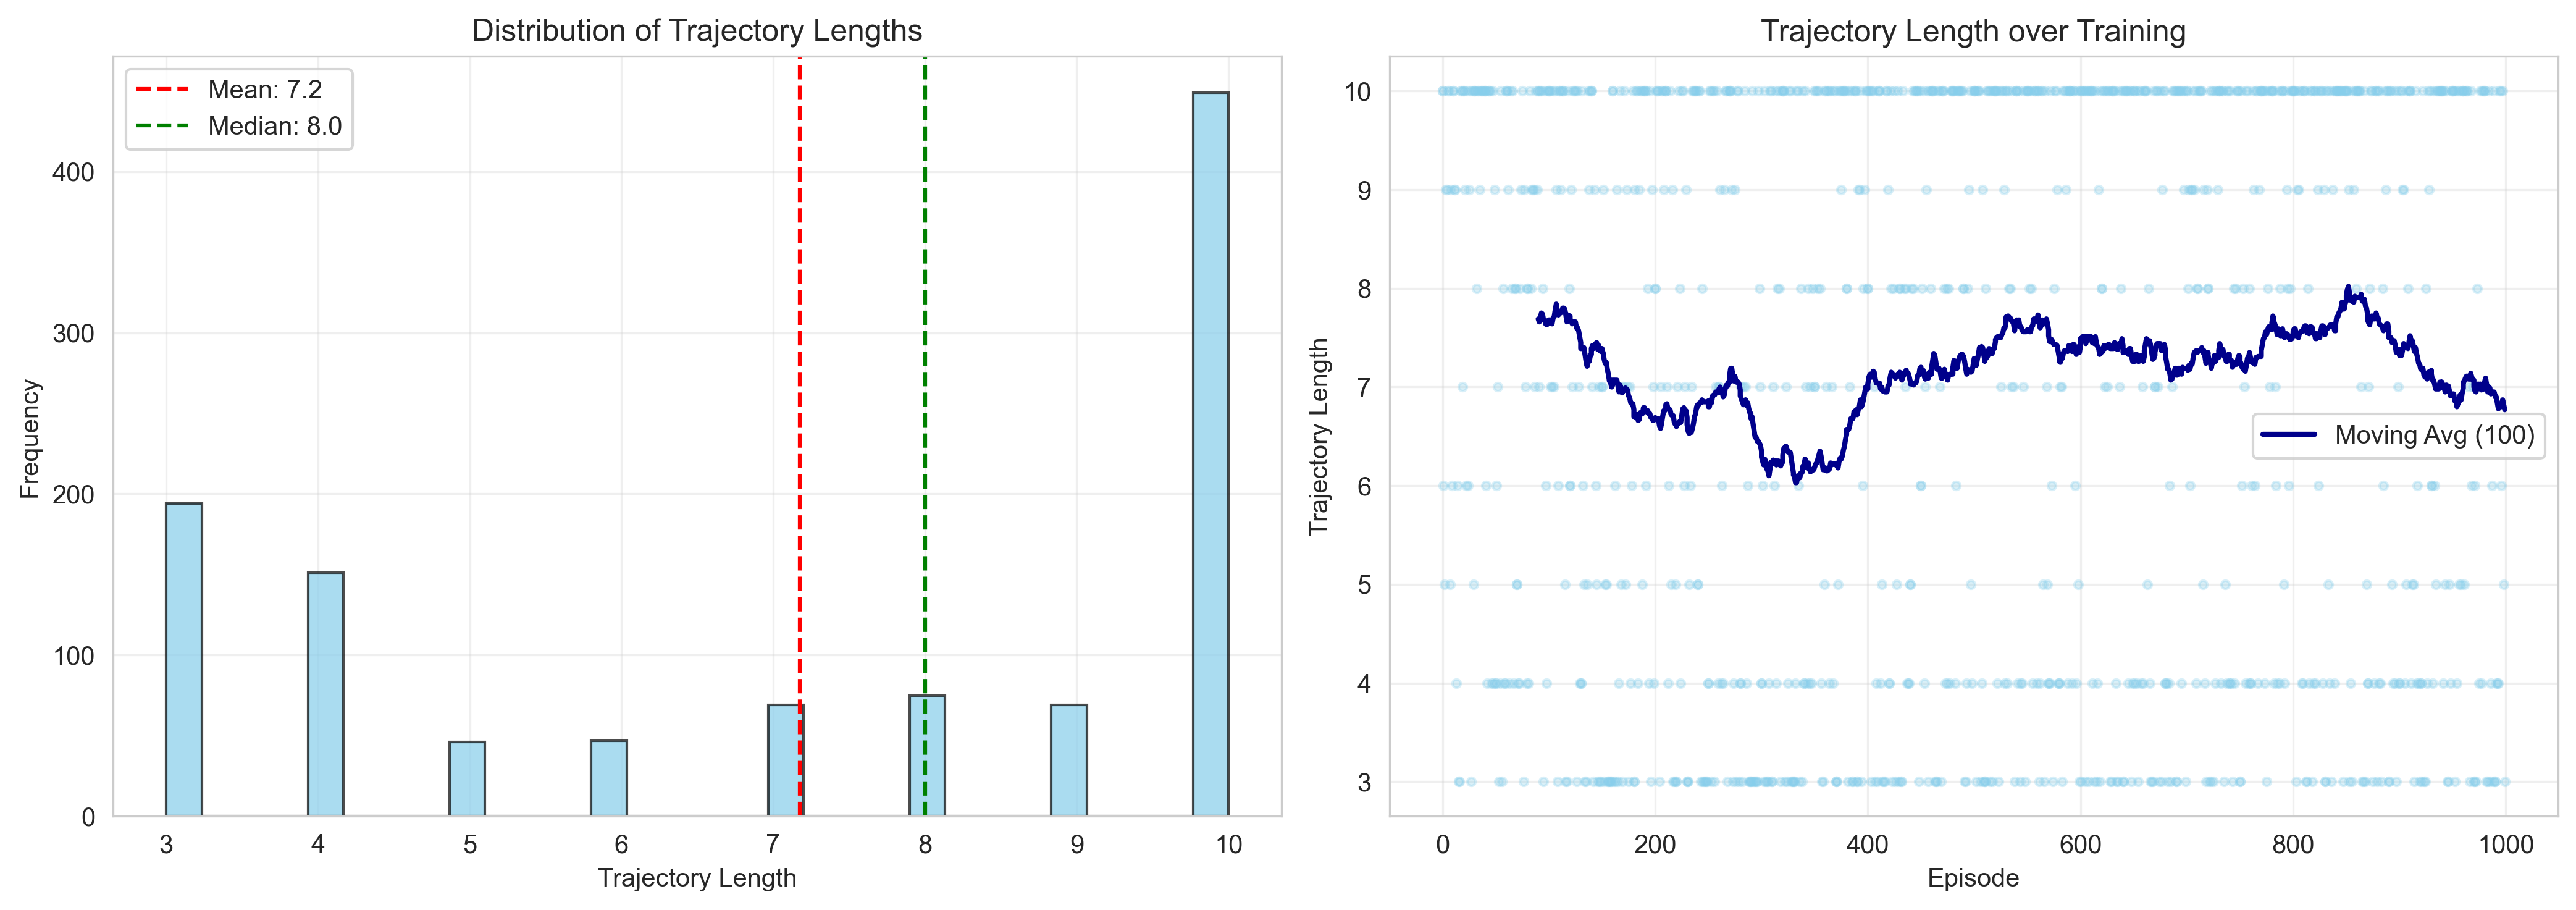 Distribution of Trajectory Lengths
Mean: 7.2
Median: 8.0
Frequency
400
300
200
100
0
3 4 5 6 7 8 9 10
Trajectory Length
Trajectory Length over Training
Trajectory Length
10
9
8
7
6
5
4
3
Moving Avg (100)
0 200 400 600 800 1000
Episode